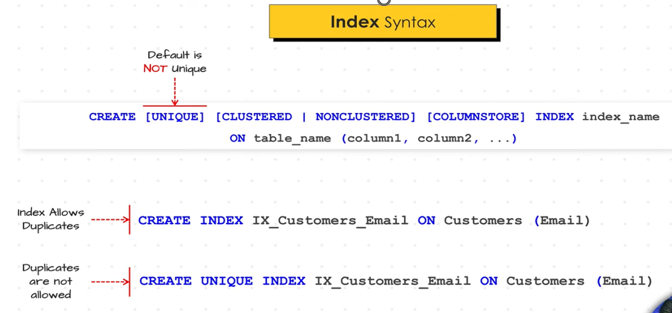 Index Syntax
Default is
NOT Unique
CREATE [UNIQUE] [CLUSTERED | NONCLUSTERED] [COLUMNSTORE] INDEX index_name
ON table_name (column1, column2, ...)
Index Allows
Duplicates
CREATE INDEX IX_Customers_Email ON Customers (Email)
Duplicates
are not
allowed
CREATE UNIQUE INDEX IX_Customers_Email ON Customers (Email)